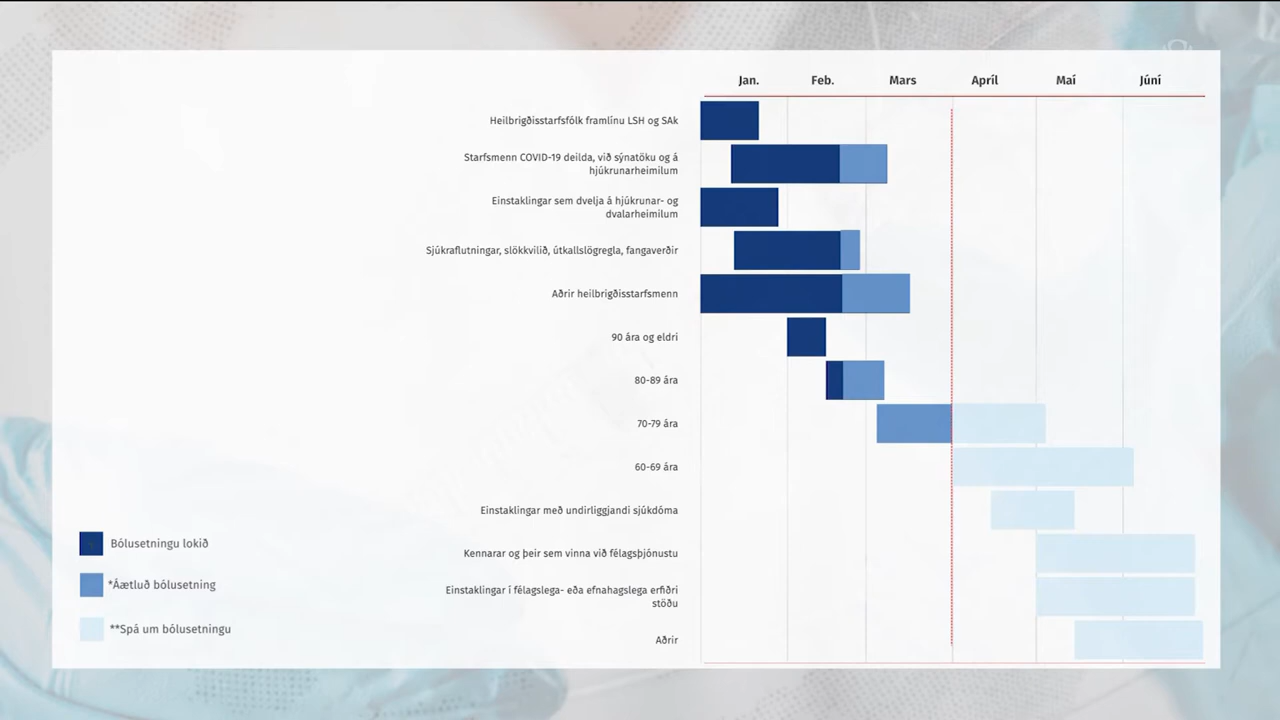 Jan. Feb. Mars Apríl Maí Júní
Heilbrigðisstarfsfólk framlínu LSH og SAk
Starfsmenn COVID-19 deilda, við sýnatöku og á
hjúkrunarheimilum
Einstaklingar sem dvelja á hjúkrunar- og
dvalarheimilum
Sjúkraflutningar, slökkvilið, útkallslögregla, fangaverðir
Aðrir heilbrigðisstarfsmenn
90 ára og eldri
80-89 ára
70-79 ára
60-69 ára
Einstaklingar með undirliggjandi sjúkdóma
Kennarar og þeir sem vinna við félagsþjónustu
Einstaklingar í félagslega- eða efnahagslega erfiðri
stöðu
Aðrir
Bólusetningu lokið
*Áætluð bólusetning
**Spá um bólusetningu